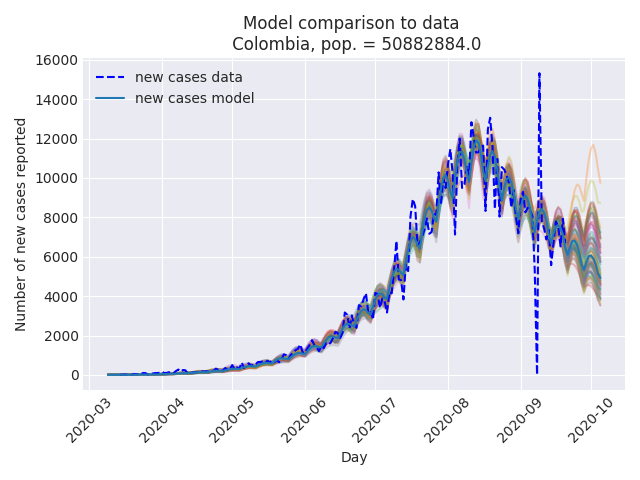 Model comparison to data
Colombia, pop. = 50882884.0
new cases data
new cases model
Number of new cases reported
16000
14000
12000
10000
8000
6000
4000
2000
0
2020-03
2020-04
2020-05
2020-06
2020-07
2020-08
2020-09
2020-10
Day